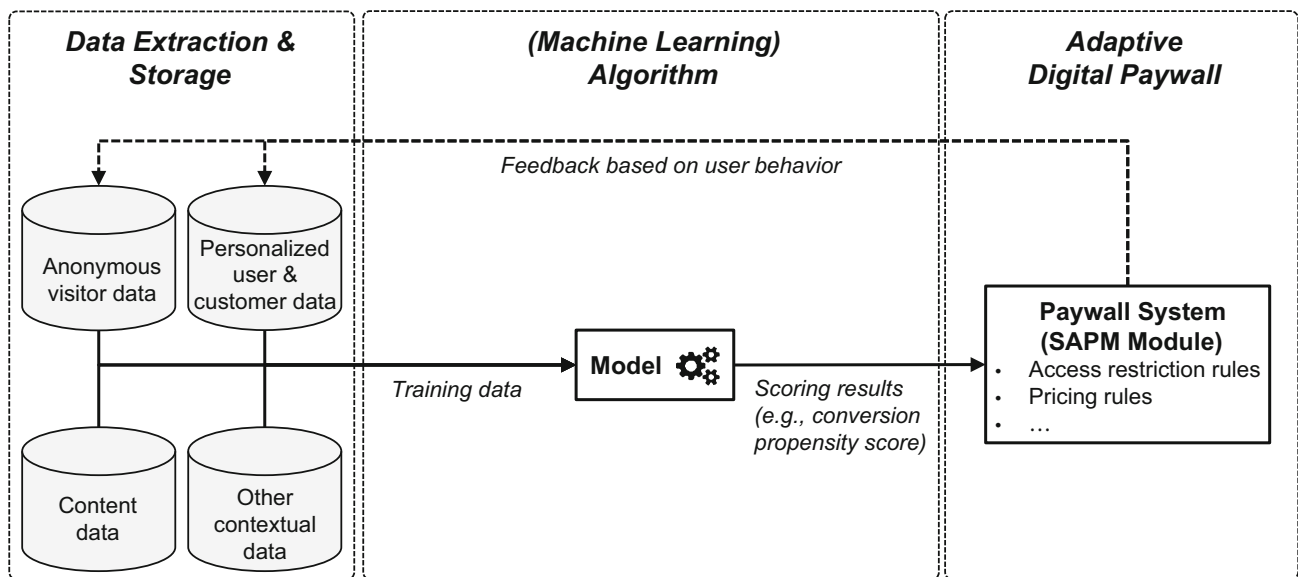 Data Extraction &
Storage
(Machine Learning)
Algorithm
Adaptive
Digital Paywall
Feedback based on user behavior
Anonymous
visitor data
Personalized
user &
customer data
Paywall System
(SAPM Module)
• Access restriction rules
• Pricing rules
• …
Model
Training data
Scoring results
(e.g., conversion
propensity score)
Content
data
Other
contextual
data